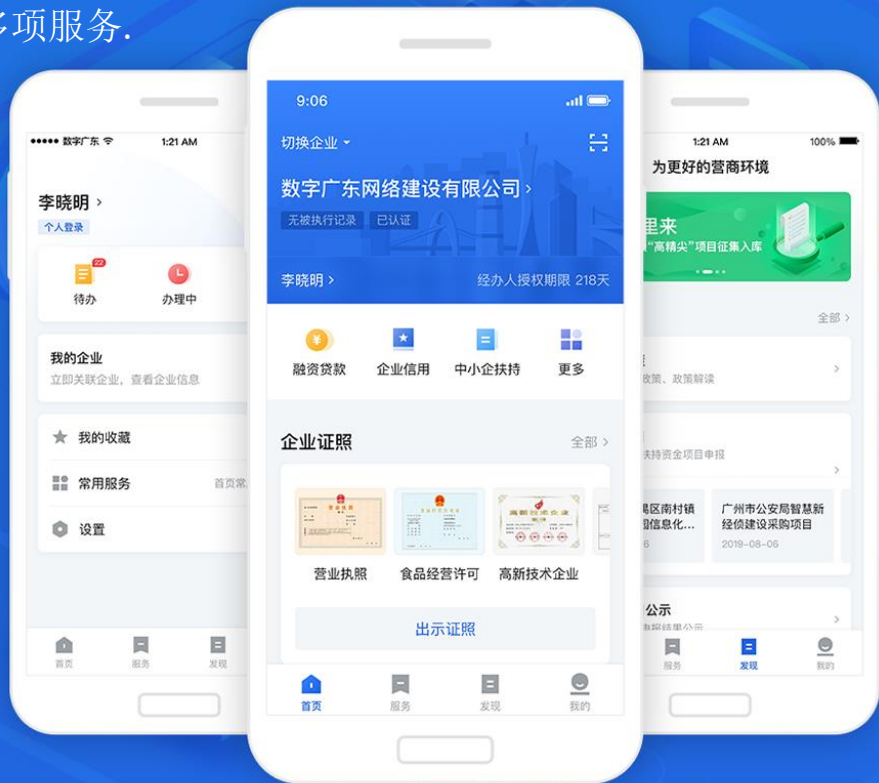 项服务.
数字广东
1:21 AM
李晓明 >
个人登录
22
待办
办理中
我的企业
立即关联企业，查看企业信息
我的收藏
常用服务
首页常
设置
首页
服务
发现
9:06
切换企业
数字广东网络建设有限公司 >
无被执行记录
已认证
李晓明 >
经办人授权期限 218天
融资贷款
企业信用
中小企扶持
更多
企业证照
全部 >
营业执照
食品经营许可
高新技术企业
出示证照
首页
服务
发现
我的
1:21 AM
100%
为更好的营商环境
里来
“高精尖”项目征集入库
全部 >
政策、政策解读
扶持资金项目申报
区南村镇
信息化...
6
广州市公安局智慧新
经侦建设采购项目
2019-08-06
公示
申报结果公示
服务
发现
我的